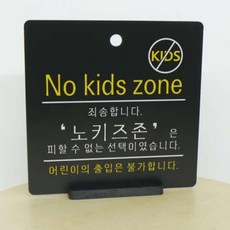 KIDS
No kids zone
죄송합니다.
‘노키즈존’은
피할 수 없는 선택이었습니다.
어린이의 출입은 불가합니다.